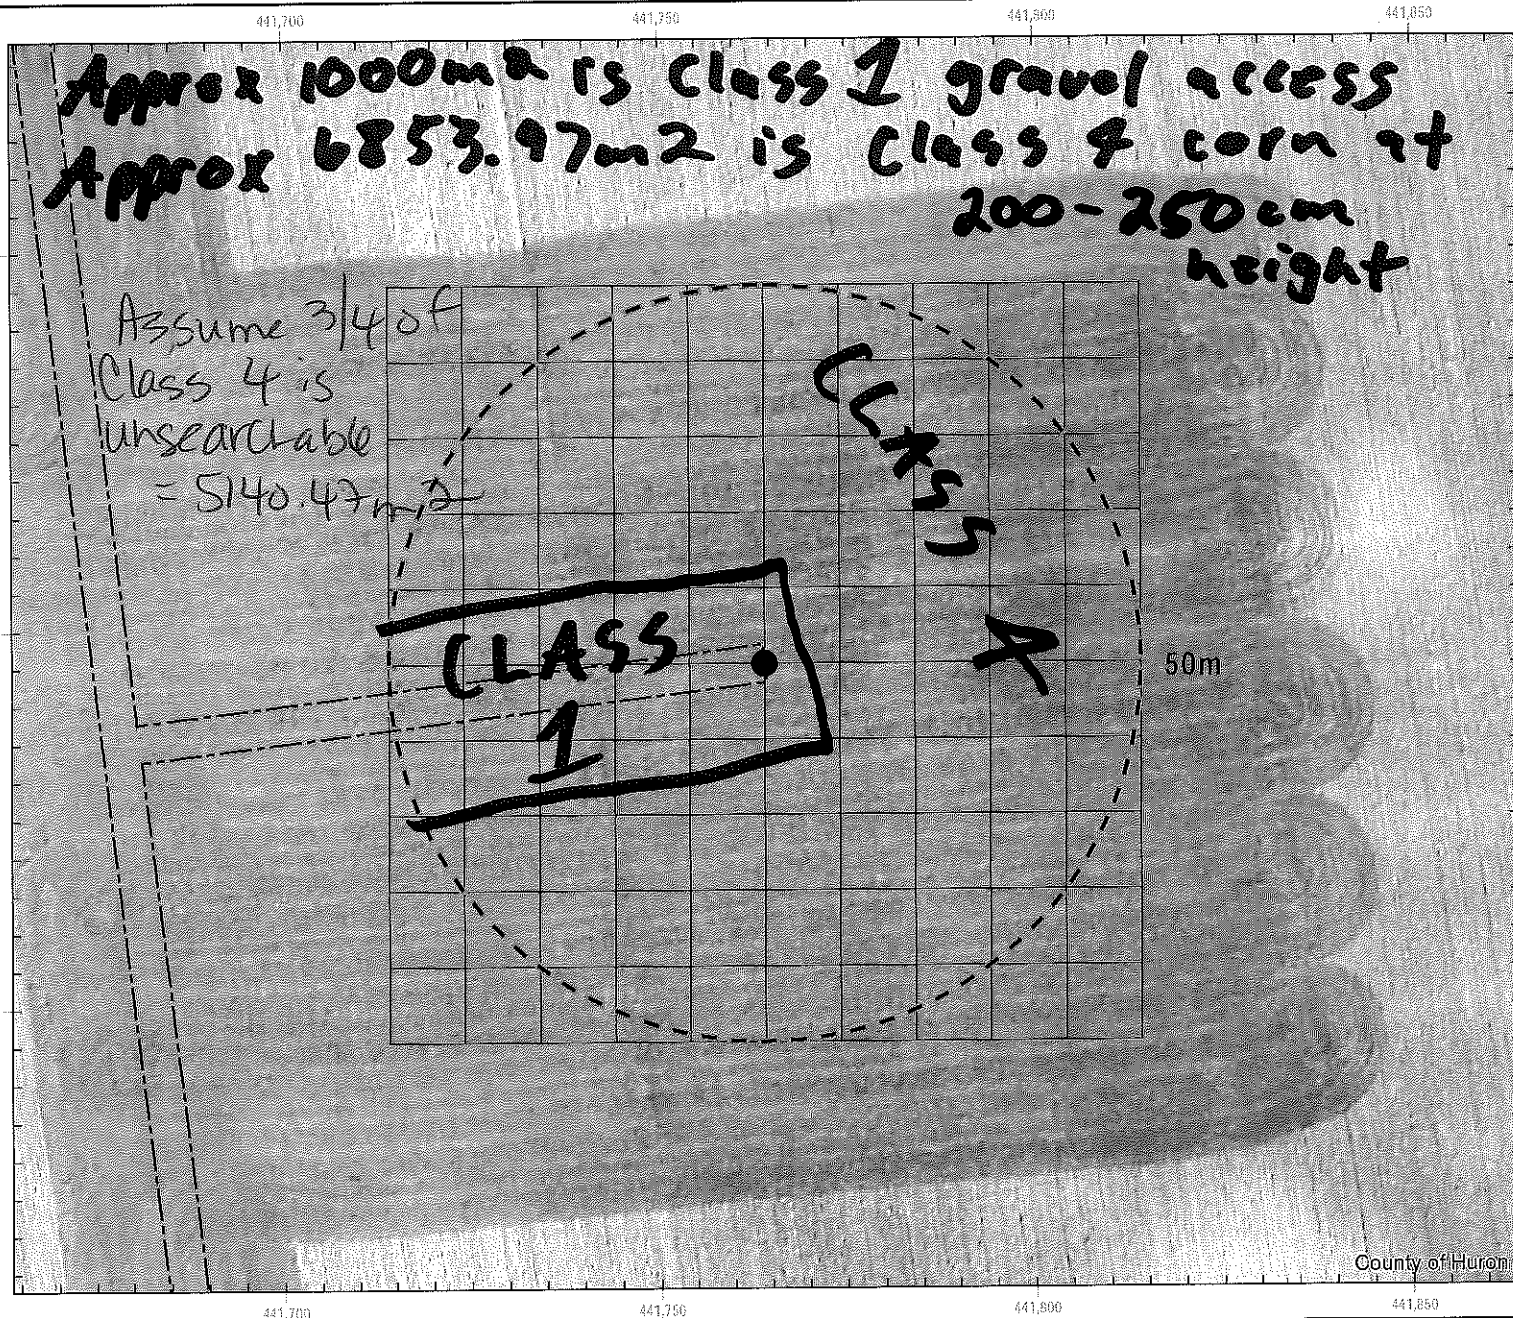 441,700 441,750 441,800 441,850
Approx 1000m2 is Class 1 gravel access
Approx 6853.97m2 is Class 4 corn at
200-250cm
height
Assume 3/4 of
Class 4 is
unsearchable
= 5140.47m2
CLASS
4
CLASS
1
50m
County of Huron
441,700 441,750 441,800 441,850